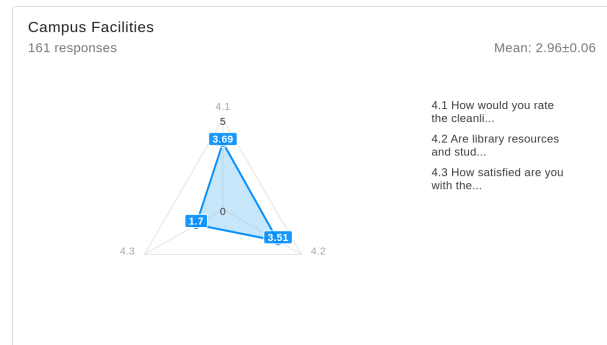 Campus Facilities
161 responses
Mean: 2.96±0.06
4.1
5
3.69
0
1.7
3.51
4.3
4.2
4.1 How would you rate
the cleanli...
4.2 Are library resources
and stud...
4.3 How satisfied are you
with the...